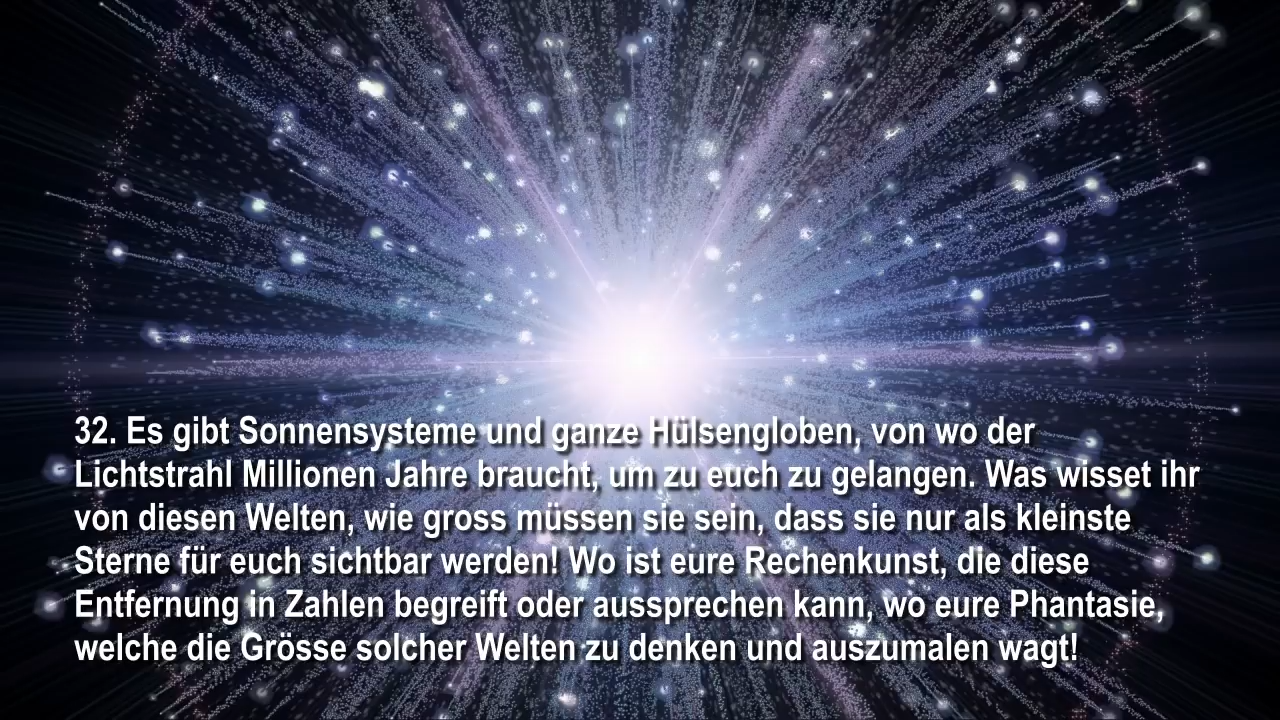 32. Es gibt Sonnensysteme und ganze Hülsengloben, von wo der
Lichtstrahl Millionen Jahre braucht, um zu euch zu gelangen. Was wisset ihr
von diesen Welten, wie gross müssen sie sein, dass sie nur als kleinste
Sterne für euch sichtbar werden! Wo ist eure Rechenkunst, die diese
Entfernung in Zahlen begreift oder aussprechen kann, wo eure Phantasie,
welche die Grösse solcher Welten zu denken und auszumalen wagt!